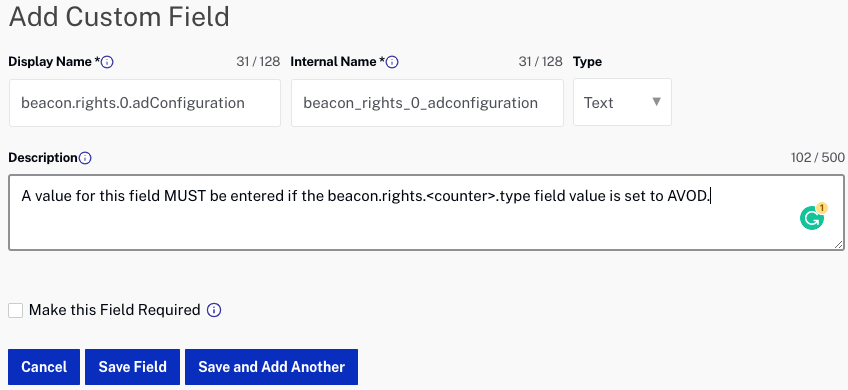 Add Custom Field
Display Name * 31 / 128 Internal Name * 31 / 128 Type
beacon.rights.0.adConfiguration beacon_rights_0_adconfiguration Text
Description 102 / 500
A value for this field MUST be entered if the beacon.rights.<counter>.type field value is set to AVOD.
1
Make this Field Required
Cancel Save Field Save and Add Another